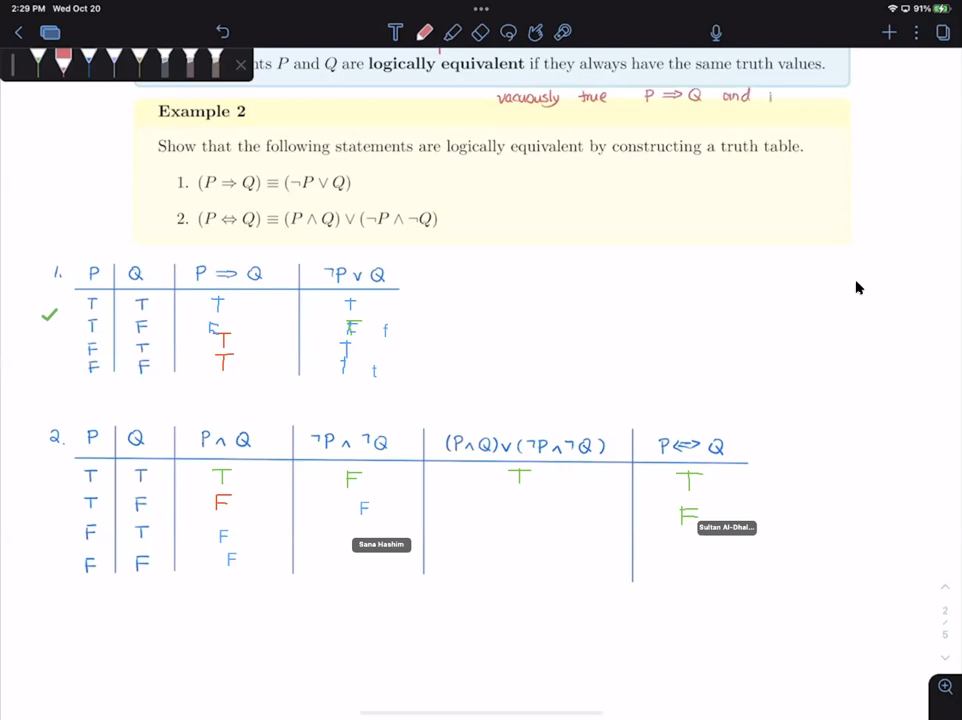 2:29 PM Wed Oct 20
91%
nts P and Q are logically equivalent if they always have the same truth values.
vacuously true P ⇒ Q and i
Example 2
Show that the following statements are logically equivalent by constructing a truth table.
1. (P ⇒ Q) ≡ (¬P ∨ Q)
2. (P ⇔ Q) ≡ (P ∧ Q) ∨ (¬P ∧ ¬Q)
1. P Q P ⇒ Q ¬P ∨ Q
T T T T
T F F F f
F T T T
F F T T t
2. P Q P ∧ Q ¬P ∧ ¬Q (P∧Q)∨(¬P∧¬Q) P⇔Q
T T T F T T
T F F F F
Sultan Al-Dhal...
F T F
Sana Hashim
F F F
2
/
5